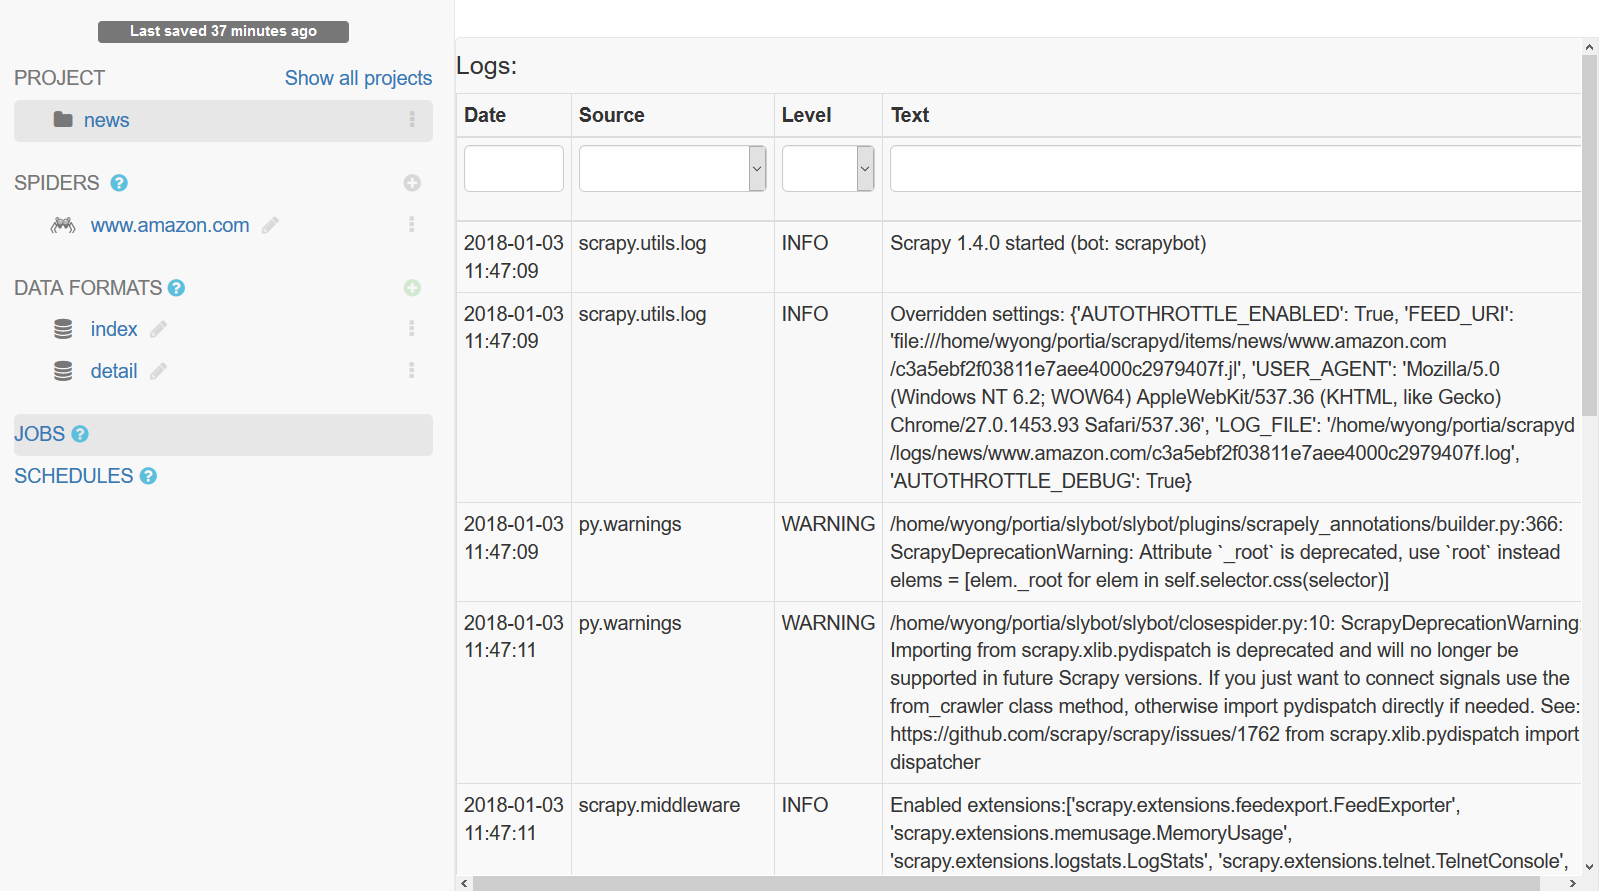 Last saved 37 minutes ago
PROJECT Show all projects
news
SPIDERS ?
www.amazon.com
DATA FORMATS ?
index
detail
JOBS ?
SCHEDULES ?
Logs:
Date Source Level Text
2018-01-03 scrapy.utils.log INFO Scrapy 1.4.0 started (bot: scrapybot)
11:47:09
2018-01-03 scrapy.utils.log INFO Overridden settings: {'AUTOTHROTTLE_ENABLED': True, 'FEED_URI':
11:47:09 'file:///home/wyong/portia/scrapyd/items/news/www.amazon.com
/c3a5ebf2f03811e7aee4000c2979407f.jl', 'USER_AGENT': 'Mozilla/5.0
(Windows NT 6.2; WOW64) AppleWebKit/537.36 (KHTML, like Gecko)
Chrome/27.0.1453.93 Safari/537.36', 'LOG_FILE': '/home/wyong/portia/scrapyd
/logs/news/www.amazon.com/c3a5ebf2f03811e7aee4000c2979407f.log',
'AUTOTHROTTLE_DEBUG': True}
2018-01-03 py.warnings WARNING /home/wyong/portia/slybot/slybot/plugins/scrapely_annotations/builder.py:366:
11:47:09 ScrapyDeprecationWarning: Attribute `_root` is deprecated, use `root` instead
elems = [elem._root for elem in self.selector.css(selector)]
2018-01-03 py.warnings WARNING /home/wyong/portia/slybot/slybot/closespider.py:10: ScrapyDeprecationWarning:
11:47:11 Importing from scrapy.xlib.pydispatch is deprecated and will no longer be
supported in future Scrapy versions. If you just want to connect signals use the
from_crawler class method, otherwise import pydispatch directly if needed. See:
https://github.com/scrapy/scrapy/issues/1762 from scrapy.xlib.pydispatch import
dispatcher
2018-01-03 scrapy.middleware INFO Enabled extensions:['scrapy.extensions.feedexport.FeedExporter',
11:47:11 'scrapy.extensions.memusage.MemoryUsage',
'scrapy.extensions.logstats.LogStats', 'scrapy.extensions.telnet.TelnetConsole',